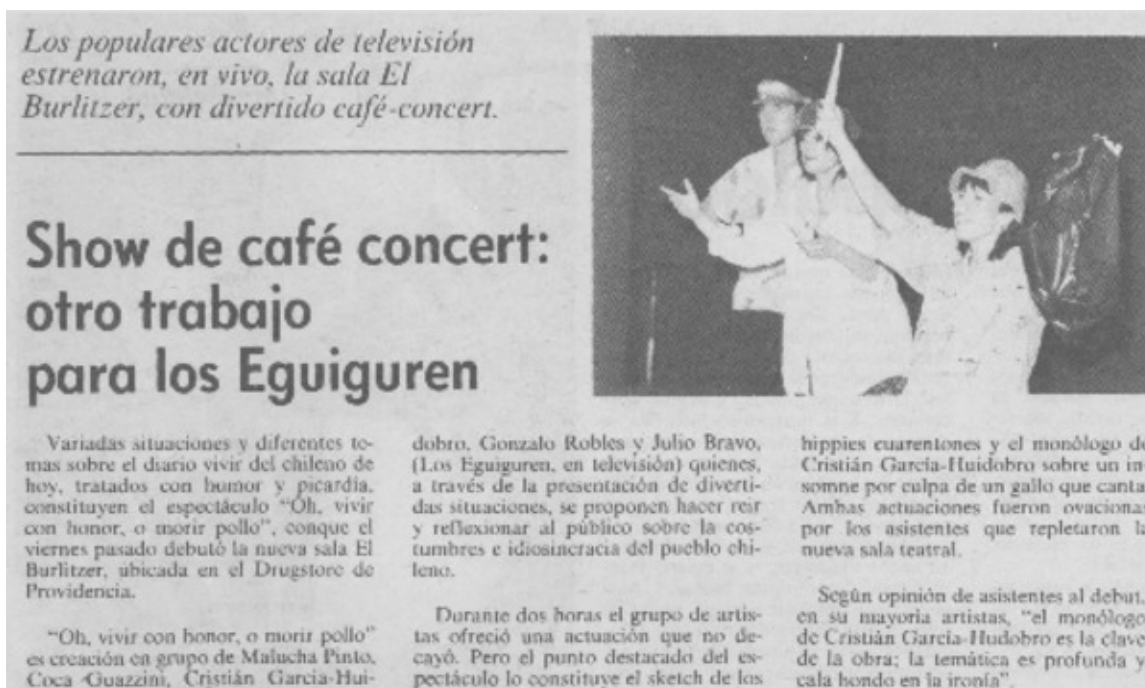 Los populares actores de televisión
estrenaron, en vivo, la sala El
Burlitzer, con divertido café-concert.
Show de café concert:
otro trabajo
para los Eguiguren
Variadas situaciones y diferentes te-
mas sobre el diario vivir del chileno de
hoy, tratados con humor y picardía,
constituyen el espectáculo “Oh, vivir
con honor, o morir pollo”, conque el
viernes pasado debutó la nueva sala El
Burlitzer, ubicada en el Drugstore de
Providencia.
“Oh, vivir con honor, o morir pollo”
es creación en grupo de Malucha Pinto,
Coca Guazzini, Cristián García-Hui-
dobro, Gonzalo Robles y Julio Bravo,
(Los Eguiguren, en televisión) quienes,
a través de la presentación de diverti-
das situaciones, se proponen hacer reir
y reflexionar al público sobre la cos-
tumbres e idiosincracia del pueblo chi-
leno.
Durante dos horas el grupo de artis-
tas ofreció una actuación que no de-
cayó. Pero el punto destacado del es-
pectáculo lo constituye el sketch de los
hippies cuarentones y el monólogo de
Cristián García-Huidobro sobre un in
somne por culpa de un gallo que canta.
Ambas actuaciones fueron ovaciona
por los asistentes que repletaron la
nueva sala teatral.
Según opinión de asistentes al debut,
en su mayoría artistas, “el monólogo
de Cristián García-Hudobro es la clave
de la obra; la temática es profunda y
cala hondo en la ironía”.